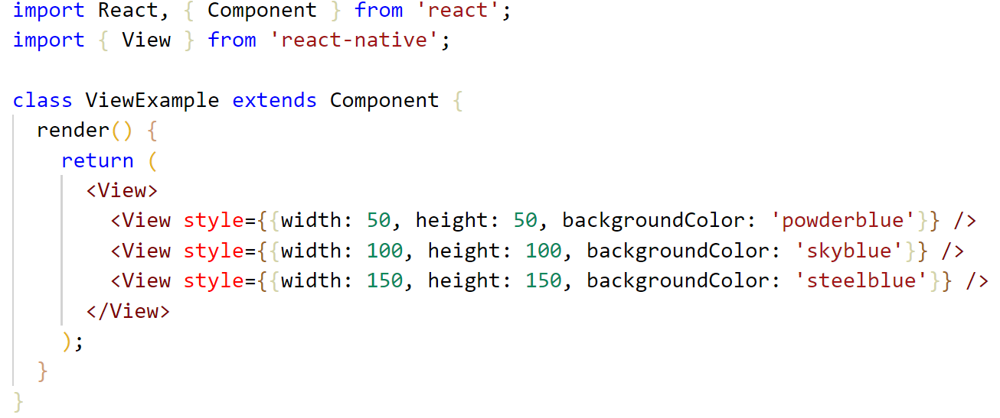 import React, { Component } from 'react';
import { View } from 'react-native';

class ViewExample extends Component {
  render() {
    return (
      <View>
        <View style={{width: 50, height: 50, backgroundColor: 'powderblue'}} />
        <View style={{width: 100, height: 100, backgroundColor: 'skyblue'}} />
        <View style={{width: 150, height: 150, backgroundColor: 'steelblue'}} />
      </View>
    );
  }
}